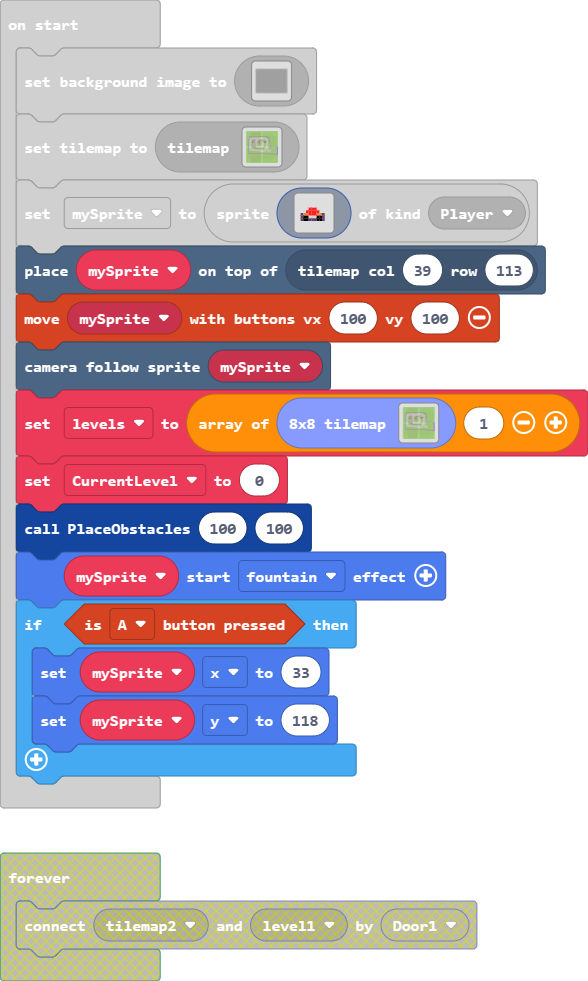 on start
set background image to
set tilemap to tilemap
set mySprite to sprite of kind Player
place mySprite on top of tilemap col 39 row 113
move mySprite with buttons vx 100 vy 100
camera follow sprite mySprite
set levels to array of 8x8 tilemap 1
set CurrentLevel to 0
call PlaceObstacles 100 100
mySprite start fountain effect
if is A button pressed then
set mySprite x to 33
set mySprite y to 118
forever
connect tilemap2 and level1 by Door1